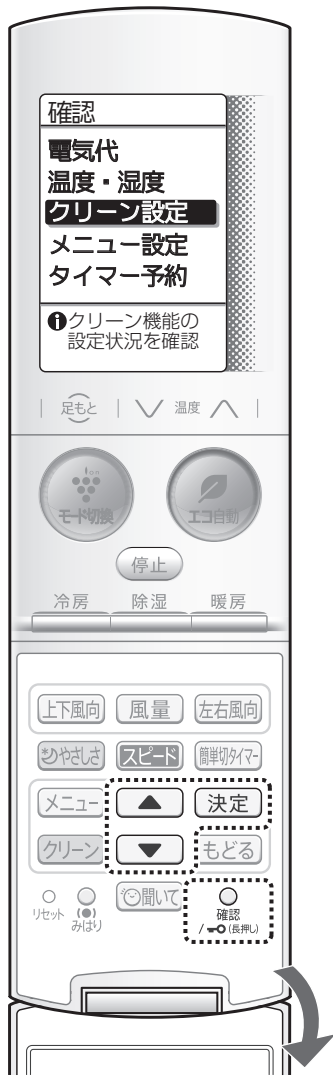 確認
電気代
温度・湿度
クリーン設定
メニュー設定
タイマー予約
クリーン機能の
設定状況を確認
足もと 温度
ion
モード切換 エコ自動
停止
冷房 除湿 暖房
上下風向 風量 左右風向
やさしさ スピード 簡単切タイマー
メニュー ▲ 決定
クリーン ▼ もどる
リセット みはり 聞いて 確認
/ (長押し)